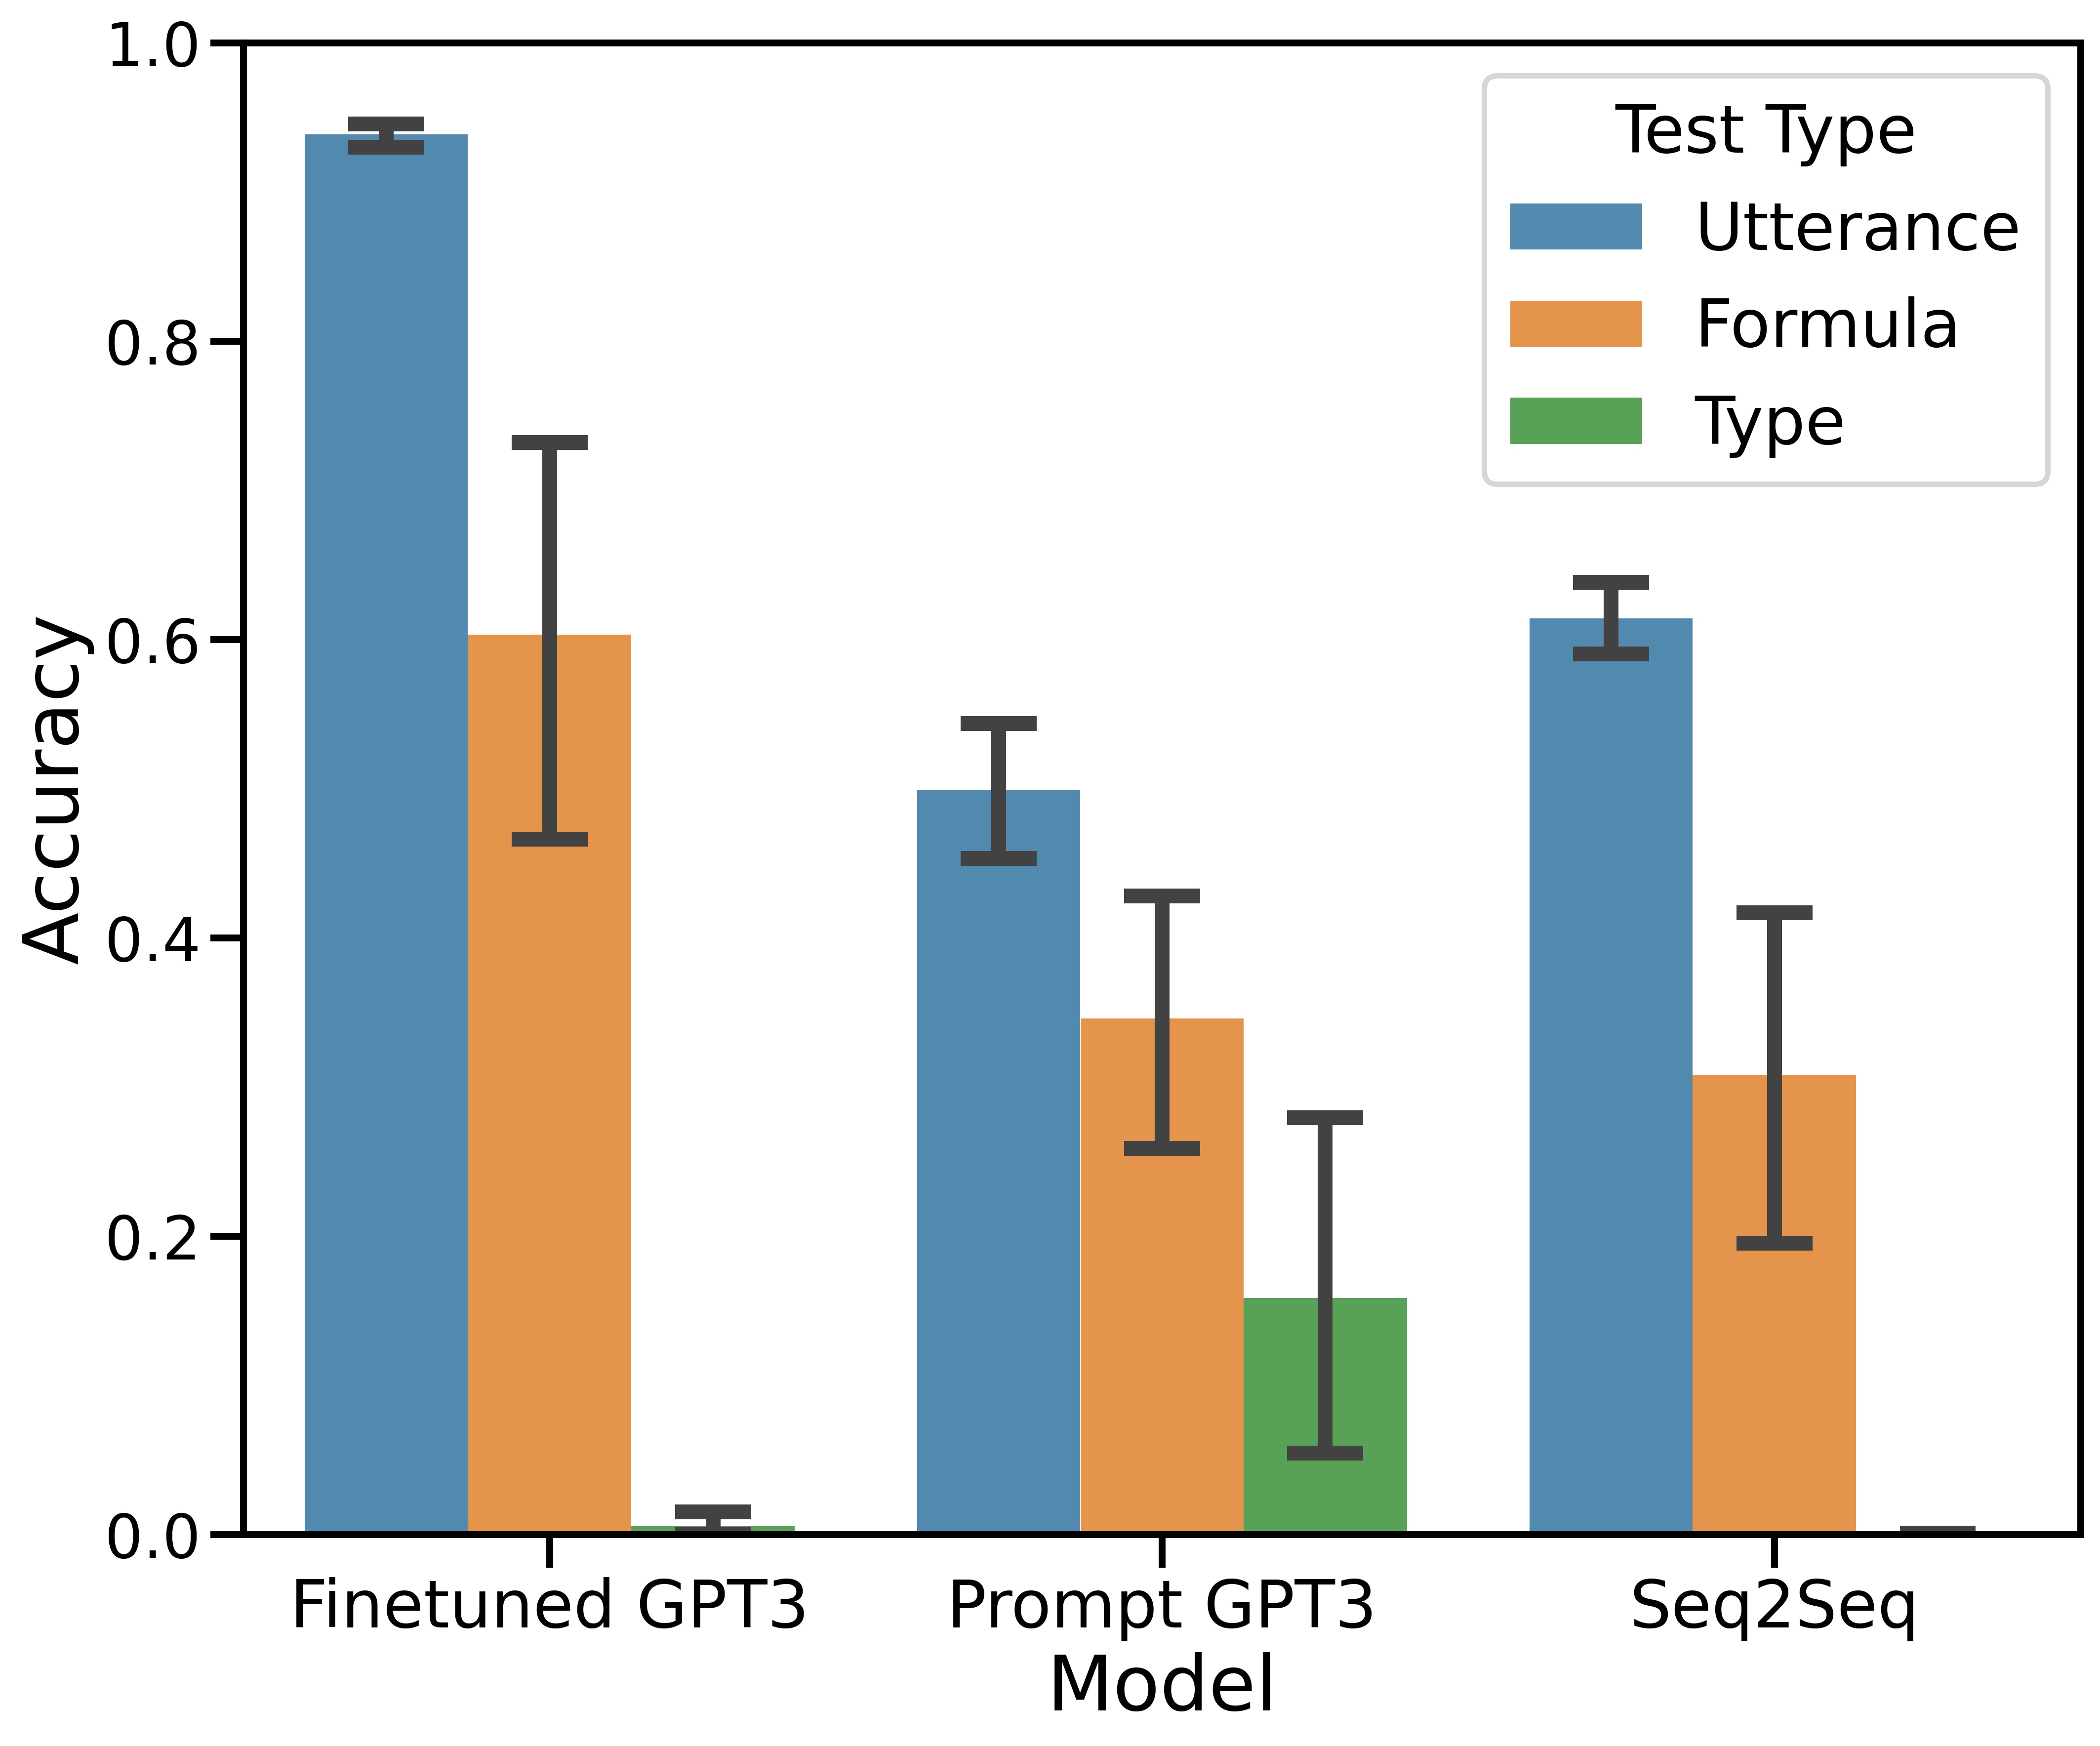 1.0
0.8
0.6
0.4
0.2
0.0
Accuracy
Test Type
Utterance
Formula
Type
Finetuned GPT3
Prompt GPT3
Seq2Seq
Model